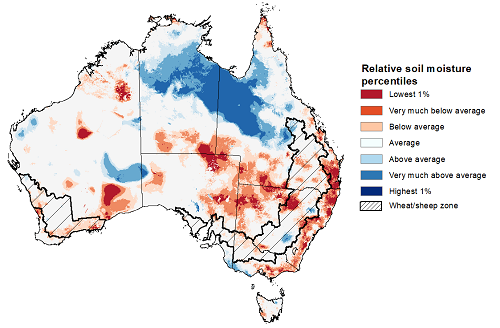 Relative soil moisture
percentiles
Lowest 1%
Very much below average
Below average
Average
Above average
Very much above average
Highest 1%
Wheat/sheep zone